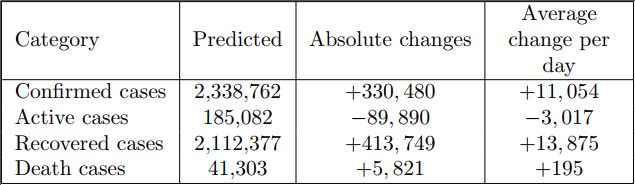 Category Predicted Absolute changes Average change per day
Confirmed cases 2,338,762 +330,480 +11,054
Active cases 185,082 −89,890 −3,017
Recovered cases 2,112,377 +413,749 +13,875
Death cases 41,303 +5,821 +195